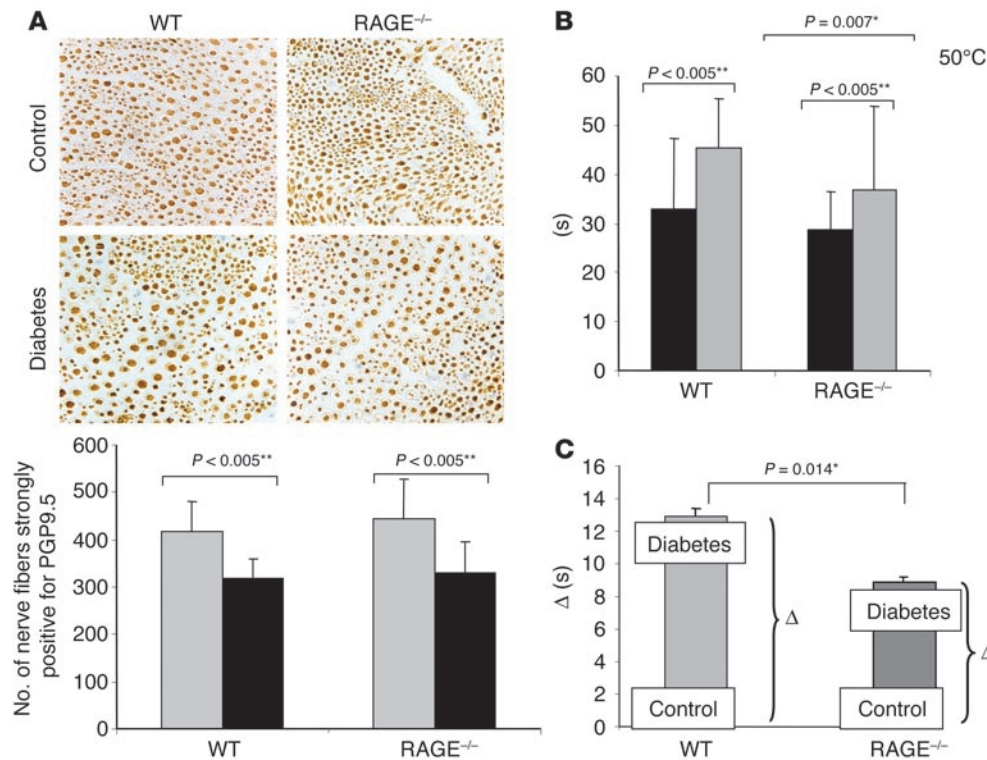 A
WT
RAGE–/–
Control
Diabetes
600
500
400
300
200
100
0
No. of nerve fibers strongly
positive for PGP9.5
P < 0.005**
P < 0.005**
WT
RAGE–/–
B
P = 0.007*
50°C
60
50
40
30
20
10
0
(s)
P < 0.005**
P < 0.005**
WT
RAGE–/–
C
16
14
12
10
8
6
4
2
0
Δ (s)
P = 0.014*
Diabetes
Control
Δ
Diabetes
Control
Δ
WT
RAGE–/–